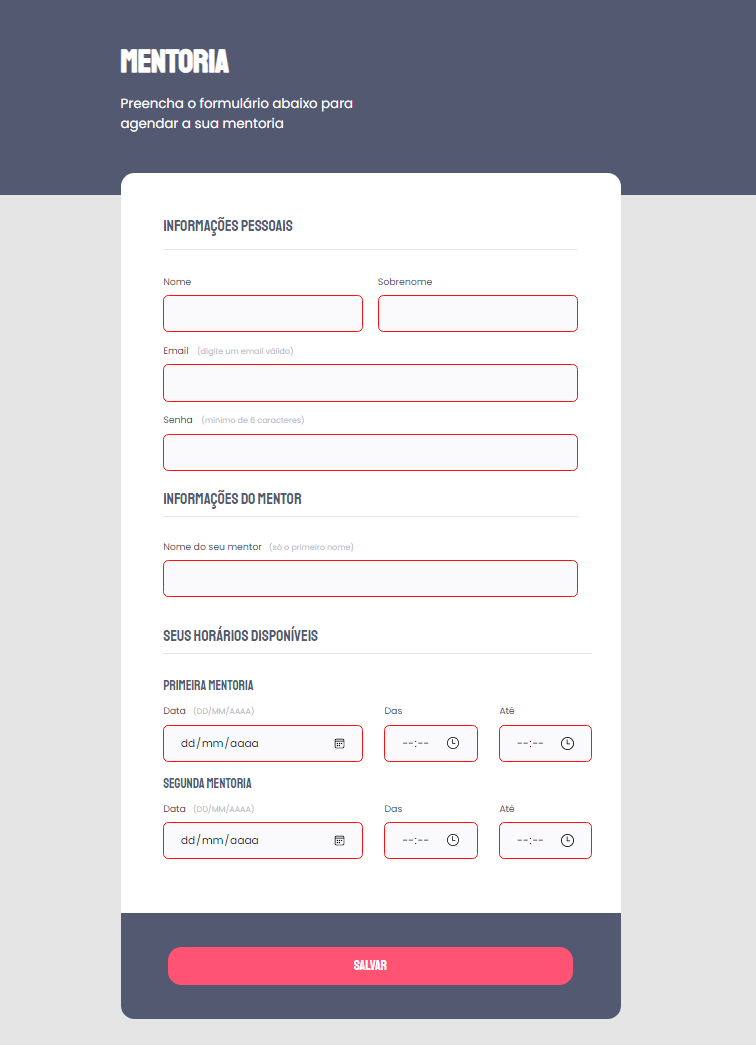 MENTORIA
Preencha o formulário abaixo para
agendar a sua mentoria
INFORMAÇÕES PESSOAIS
Nome Sobrenome
Email (digite um email válido)
Senha (mínimo de 6 caracteres)
INFORMAÇÕES DO MENTOR
Nome do seu mentor (só o primeiro nome)
SEUS HORÁRIOS DISPONÍVEIS
PRIMEIRA MENTORIA
Data (DD/MM/AAAA) Das Até
dd/mm/aaaa --:-- --:--
SEGUNDA MENTORIA
Data (DD/MM/AAAA) Das Até
dd/mm/aaaa --:-- --:--
SALVAR